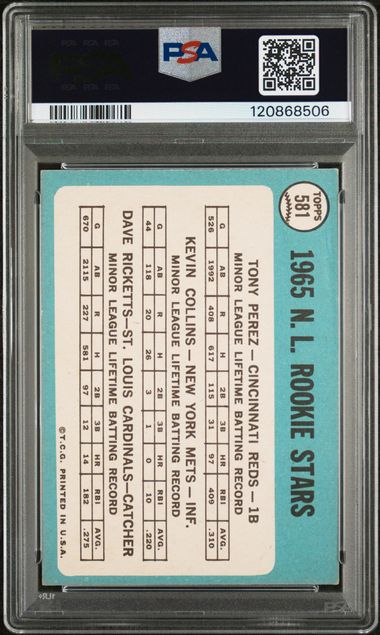 PSA
120868506
TOPPS
581
1965 N. L. ROOKIE STARS
TONY PEREZ — CINCINNATI REDS — 1B
MINOR LEAGUE LIFETIME BATTING RECORD
G AB R H 2B 3B HR RBI AVG.
526 1992 408 617 115 31 97 409 .310
KEVIN COLLINS — NEW YORK METS — INF.
MINOR LEAGUE LIFETIME BATTING RECORD
G AB R H 2B 3B HR RBI AVG.
44 118 20 26 3 1 0 10 .220
DAVE RICKETTS—ST. LOUIS CARDINALS—CATCHER
MINOR LEAGUE LIFETIME BATTING RECORD
G AB R H 2B 3B HR RBI AVG.
670 2115 227 581 97 12 14 182 .275
©T.C.G. PRINTED IN U.S.A.